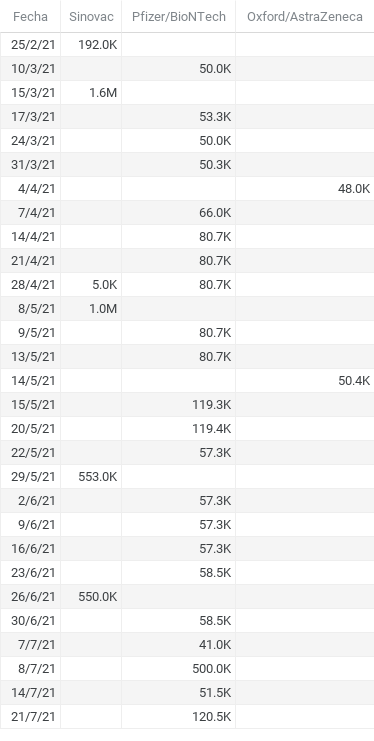 Fecha Sinovac Pfizer/BioNTech Oxford/AstraZeneca
25/2/21 192.0K
10/3/21 50.0K
15/3/21 1.6M
17/3/21 53.3K
24/3/21 50.0K
31/3/21 50.3K
4/4/21 48.0K
7/4/21 66.0K
14/4/21 80.7K
21/4/21 80.7K
28/4/21 5.0K 80.7K
8/5/21 1.0M
9/5/21 80.7K
13/5/21 80.7K
14/5/21 50.4K
15/5/21 119.3K
20/5/21 119.4K
22/5/21 57.3K
29/5/21 553.0K
2/6/21 57.3K
9/6/21 57.3K
16/6/21 57.3K
23/6/21 58.5K
26/6/21 550.0K
30/6/21 58.5K
7/7/21 41.0K
8/7/21 500.0K
14/7/21 51.5K
21/7/21 120.5K